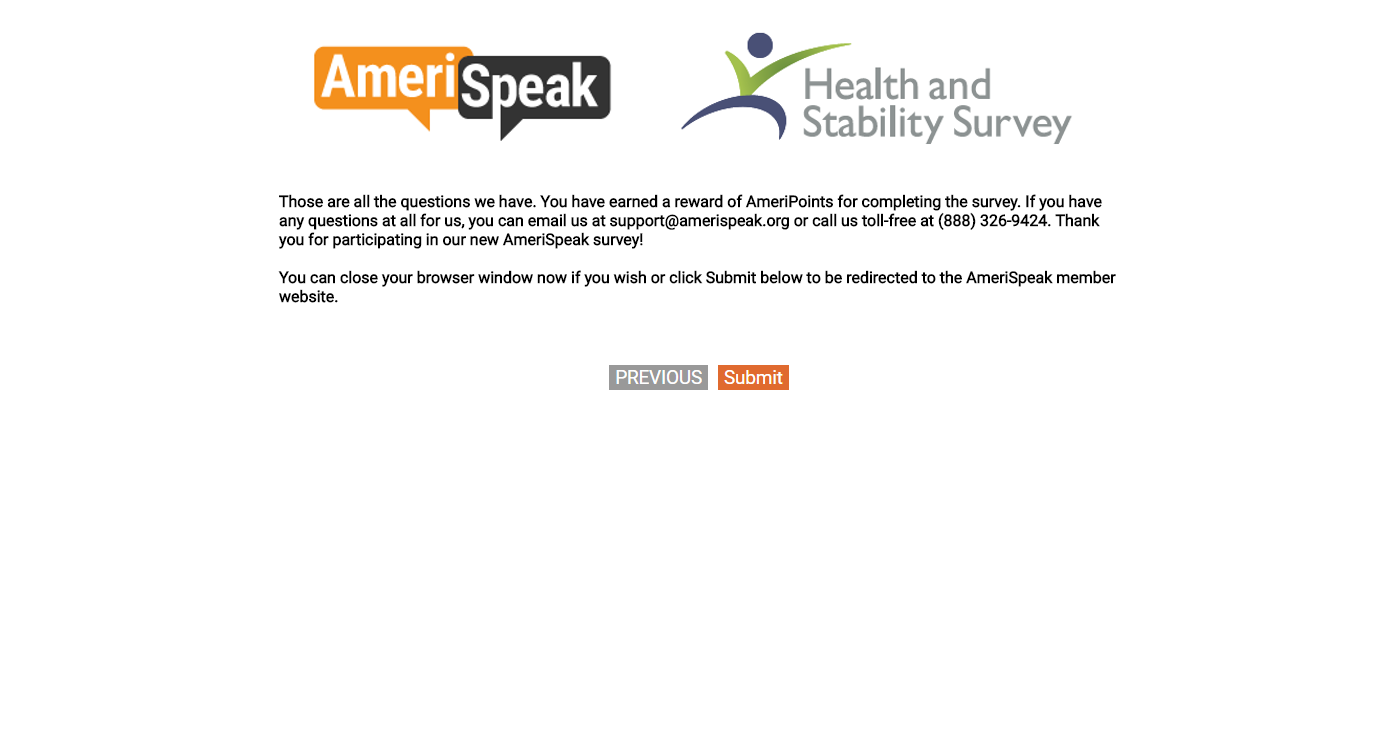 AmeriSpeak
Health and
Stability Survey
Those are all the questions we have. You have earned a reward of AmeriPoints for completing the survey. If you have
any questions at all for us, you can email us at support@amerispeak.org or call us toll-free at (888) 326-9424. Thank
you for participating in our new AmeriSpeak survey!
You can close your browser window now if you wish or click Submit below to be redirected to the AmeriSpeak member
website.
PREVIOUS Submit